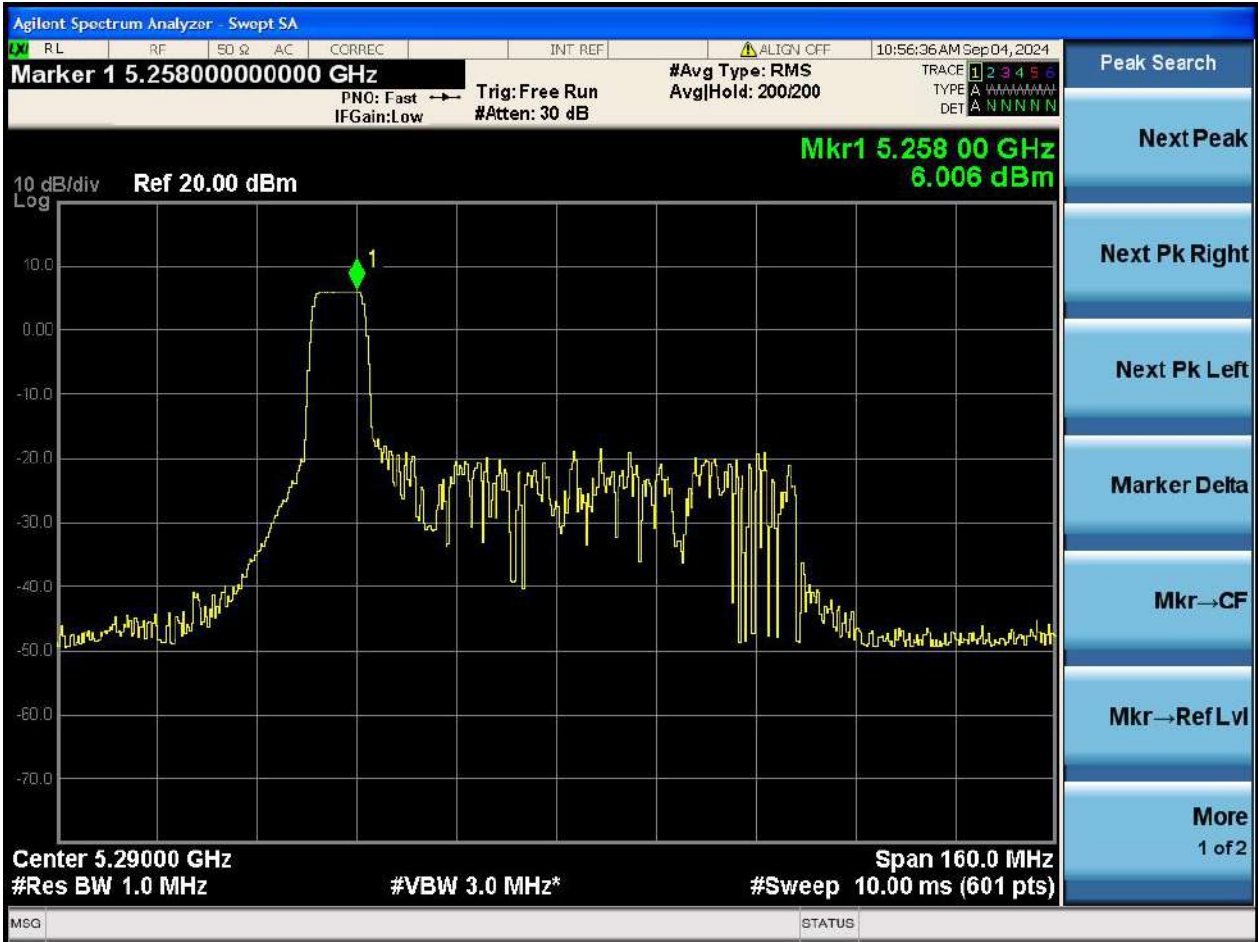 Agilent Spectrum Analyzer - Swept SA
LXI RL RF 50 Ω AC CORREC INT REF ALIGN OFF 10:56:36 AM Sep 04, 2024
Marker 1 5.258000000000 GHz
PNO: Fast
IFGain:Low
Trig: Free Run
#Atten: 30 dB
#Avg Type: RMS
Avg|Hold: 200/200
TRACE 1 2 3 4 5 6
TYPE A WWWWWW
DET A N N N N N
Mkr1 5.258 00 GHz
6.006 dBm
10 dB/div Ref 20.00 dBm
Log
1
10.0
0.00
-10.0
-20.0
-30.0
-40.0
-50.0
-60.0
-70.0
Center 5.29000 GHz Span 160.0 MHz
#Res BW 1.0 MHz #VBW 3.0 MHz* #Sweep 10.00 ms (601 pts)
MSG STATUS
Peak Search
Next Peak
Next Pk Right
Next Pk Left
Marker Delta
Mkr→CF
Mkr→Ref Lvl
More
1 of 2